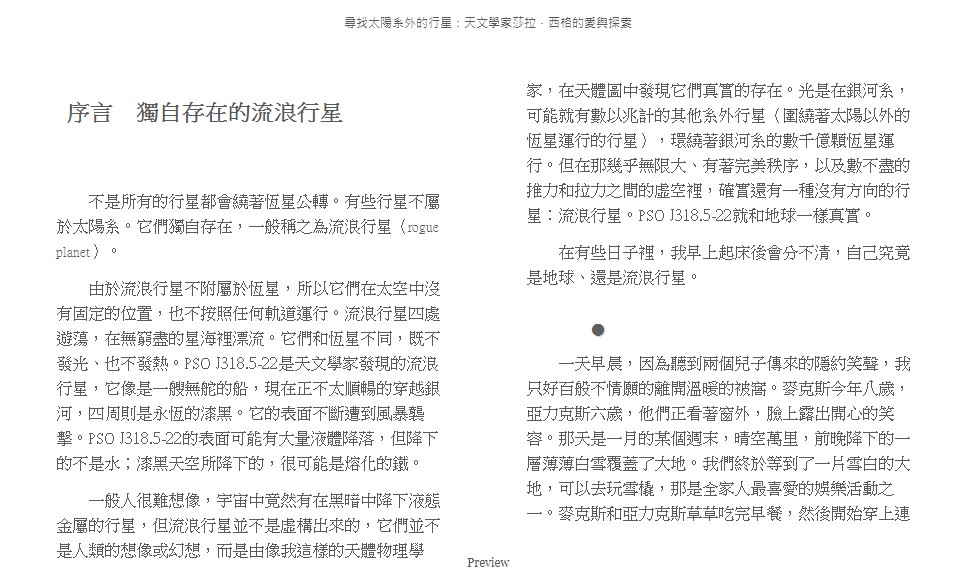 尋找太陽系外的行星：天文學家莎拉．西格的愛與探索
序言　獨自存在的流浪行星
不是所有的行星都會繞著恆星公轉。有些行星不屬
於太陽系。它們獨自存在，一般稱之為流浪行星（rogue
planet）。
由於流浪行星不附屬於恆星，所以它們在太空中沒
有固定的位置，也不按照任何軌道運行。流浪行星四處
遊蕩，在無窮盡的星海裡漂流。它們和恆星不同，既不
發光、也不發熱。PSO J318.5-22是天文學家發現的流浪
行星，它像是一艘無舵的船，現在正不太順暢的穿越銀
河，四周則是永恆的漆黑。它的表面不斷遭到風暴襲
擊。PSO J318.5-22的表面可能有大量液體降落，但降下
的不是水；漆黑天空所降下的，很可能是熔化的鐵。
一般人很難想像，宇宙中竟然有在黑暗中降下液態
金屬的行星，但流浪行星並不是虛構出來的，它們並不
是人類的想像或幻想，而是由像我這樣的天體物理學
家，在天體圖中發現它們真實的存在。光是在銀河系，
可能就有數以兆計的其他系外行星（圍繞著太陽以外的
恆星運行的行星），環繞著銀河系的數千億顆恆星運
行。但在那幾乎無限大、有著完美秩序，以及數不盡的
推力和拉力之間的虛空裡，確實還有一種沒有方向的行
星：流浪行星。PSO J318.5-22就和地球一樣真實。
在有些日子裡，我早上起床後會分不清，自己究竟
是地球、還是流浪行星。
●
一天早晨，因為聽到兩個兒子傳來的隱約笑聲，我
只好百般不情願的離開溫暖的被窩。麥克斯今年八歲，
亞力克斯六歲，他們正看著窗外，臉上露出開心的笑
容。那天是一月的某個週末，晴空萬里，前晚降下的一
層薄薄白雪覆蓋了大地。我們終於等到了一片雪白的大
地，可以去玩雪橇，那是全家人最喜愛的娛樂活動之
一。麥克斯和亞力克斯草草吃完早餐，然後開始穿上連
Preview